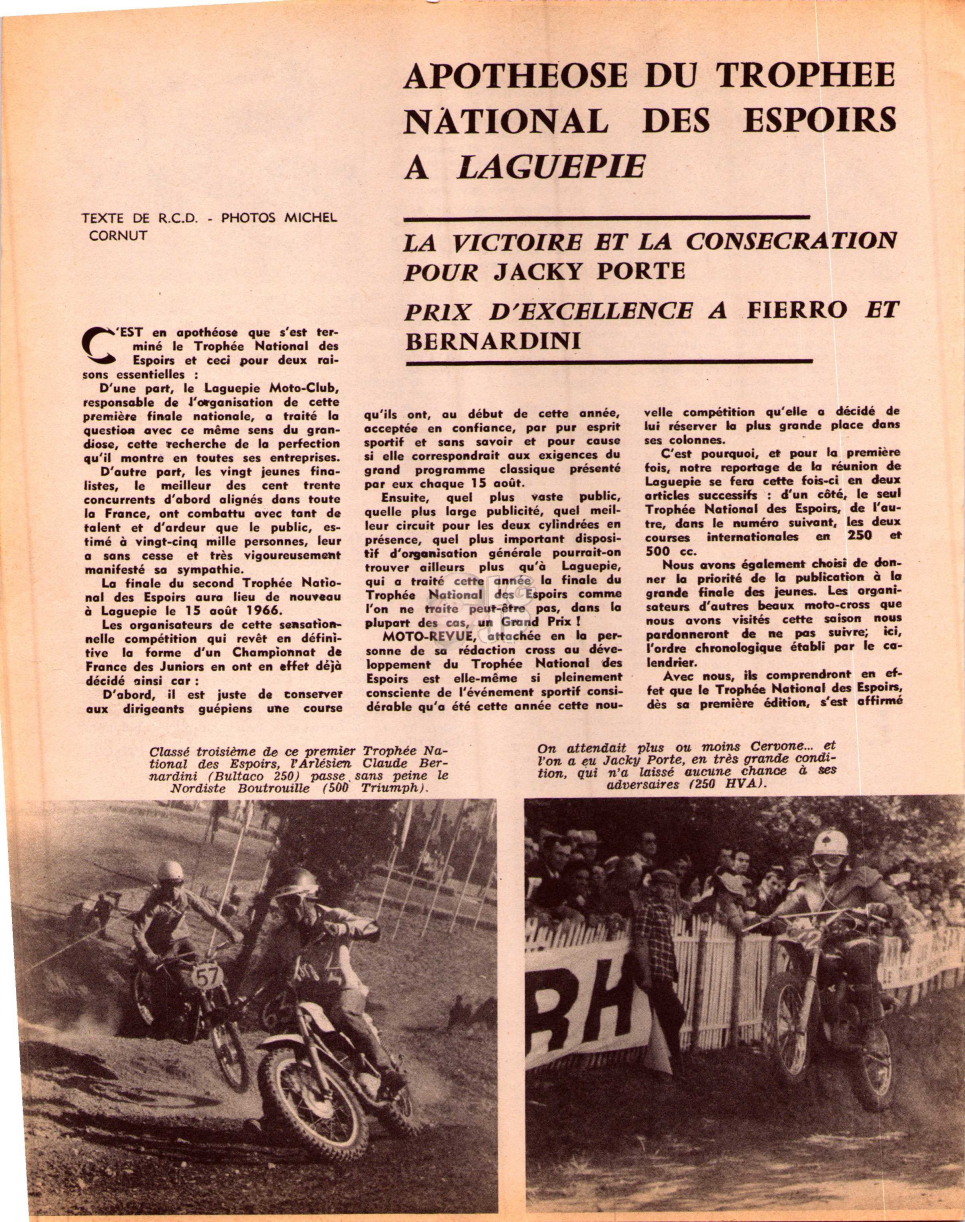 APOTHEOSE DU TROPHEE
NATIONAL DES ESPOIRS
A LAGUEPIE
TEXTE DE R.C.D. - PHOTOS MICHEL
CORNUT
LA VICTOIRE ET LA CONSECRATION
POUR JACKY PORTE
PRIX D'EXCELLENCE A FIERRO ET
BERNARDINI
C'EST en apothéose que s'est ter-
miné le Trophée National des
Espoirs et ceci pour deux rai-
sons essentielles :
D'une part, le Laguepie Moto-Club,
responsable de l'organisation de cette
première finale nationale, a traité la
question avec ce même sens du gran-
diose, cette recherche de la perfection
qu'il montre en toutes ses entreprises.
D'autre part, les vingt jeunes fina-
listes, le meilleur des cent trente
concurrents d'abord alignés dans toute
la France, ont combattu avec tant de
talent et d'ardeur que le public, es-
timé à vingt-cinq mille personnes, leur
a sans cesse et très vigoureusement
manifesté sa sympathie.
La finale du second Trophée Natio-
nal des Espoirs aura lieu de nouveau
à Laguepie le 15 août 1966.
Les organisateurs de cette sensation-
nelle compétition qui revêt en défini-
tive la forme d'un Championnat de
France des Juniors en ont en effet déjà
décidé ainsi car :
D'abord, il est juste de conserver
aux dirigeants guépiens une course
qu'ils ont, au début de cette année,
acceptée en confiance, par pur esprit
sportif et sans savoir et pour cause
si elle correspondrait aux exigences du
grand programme classique présenté
par eux chaque 15 août.
Ensuite, quel plus vaste public,
quelle plus large publicité, quel meil-
leur circuit pour les deux cylindrées en
présence, quel plus important disposi-
tif d'organisation générale pourrait-on
trouver ailleurs plus qu'à Laguepie,
qui a traité cette année la finale du
Trophée National des Espoirs comme
l'on ne traite peut-être pas, dans la
plupart des cas, un Grand Prix !
MOTO-REVUE, attachée en la per-
sonne de sa rédaction cross au déve-
loppement du Trophée National des
Espoirs est elle-même si pleinement
consciente de l'événement sportif consi-
dérable qu'a été cette année cette nou-
velle compétition qu'elle a décidé de
lui réserver la plus grande place dans
ses colonnes.
C'est pourquoi, et pour la première
fois, notre reportage de la réunion de
Laguepie se fera cette fois-ci en deux
articles successifs : d'un côté, le seul
Trophée National des Espoirs, de l'au-
tre, dans le numéro suivant, les deux
courses internationales en 250 et
500 cc.
Nous avons également choisi de don-
ner la priorité de la publication à la
grande finale des jeunes. Les organi-
sateurs d'autres beaux moto-cross que
nous avons visités cette saison nous
pardonneront de ne pas suivre; ici,
l'ordre chronologique établi par le ca-
lendrier.
Avec nous, ils comprendront en ef-
fet que le Trophée National des Espoirs,
dès sa première édition, s'est affirmé
Classé troisième de ce premier Trophée Na-
tional des Espoirs, l'Arlésien Claude Ber-
nardini (Bultaco 250) passe sans peine le
Nordiste Boutrouille (500 Triumph).
On attendait plus ou moins Cervone... et
l'on a eu Jacky Porte, en très grande condi-
tion, qui n'a laissé aucune chance à ses
adversaires (250 HVA).
57
RH